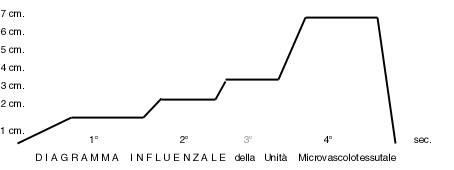 7 cm.
6 cm.
5 cm.
4 cm.
3 cm.
2 cm.
1 cm.
1° 2° 3° 4° sec.
DIAGRAMMA INFLUENZALE della Unità Microvascolotessutale